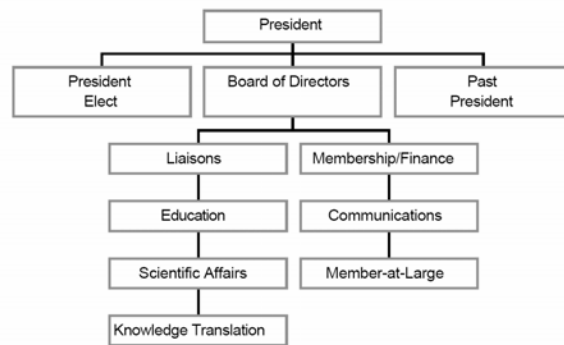 President
President
Elect
Board of Directors
Past
President
Liaisons
Membership/Finance
Education
Communications
Scientific Affairs
Member-at-Large
Knowledge Translation